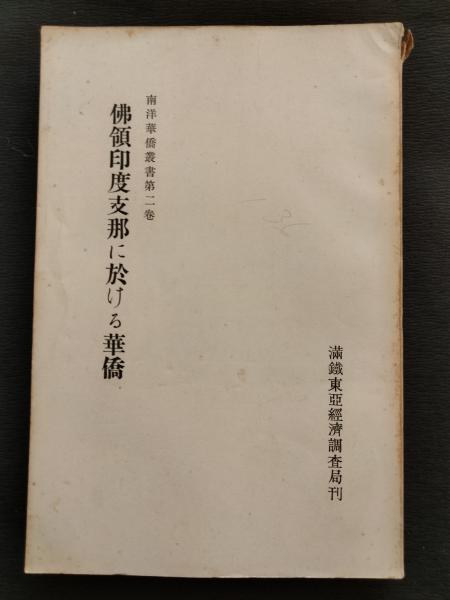 南洋華僑叢書第二卷
佛領印度支那に於ける華僑
滿鐵東亞經濟調査局刊